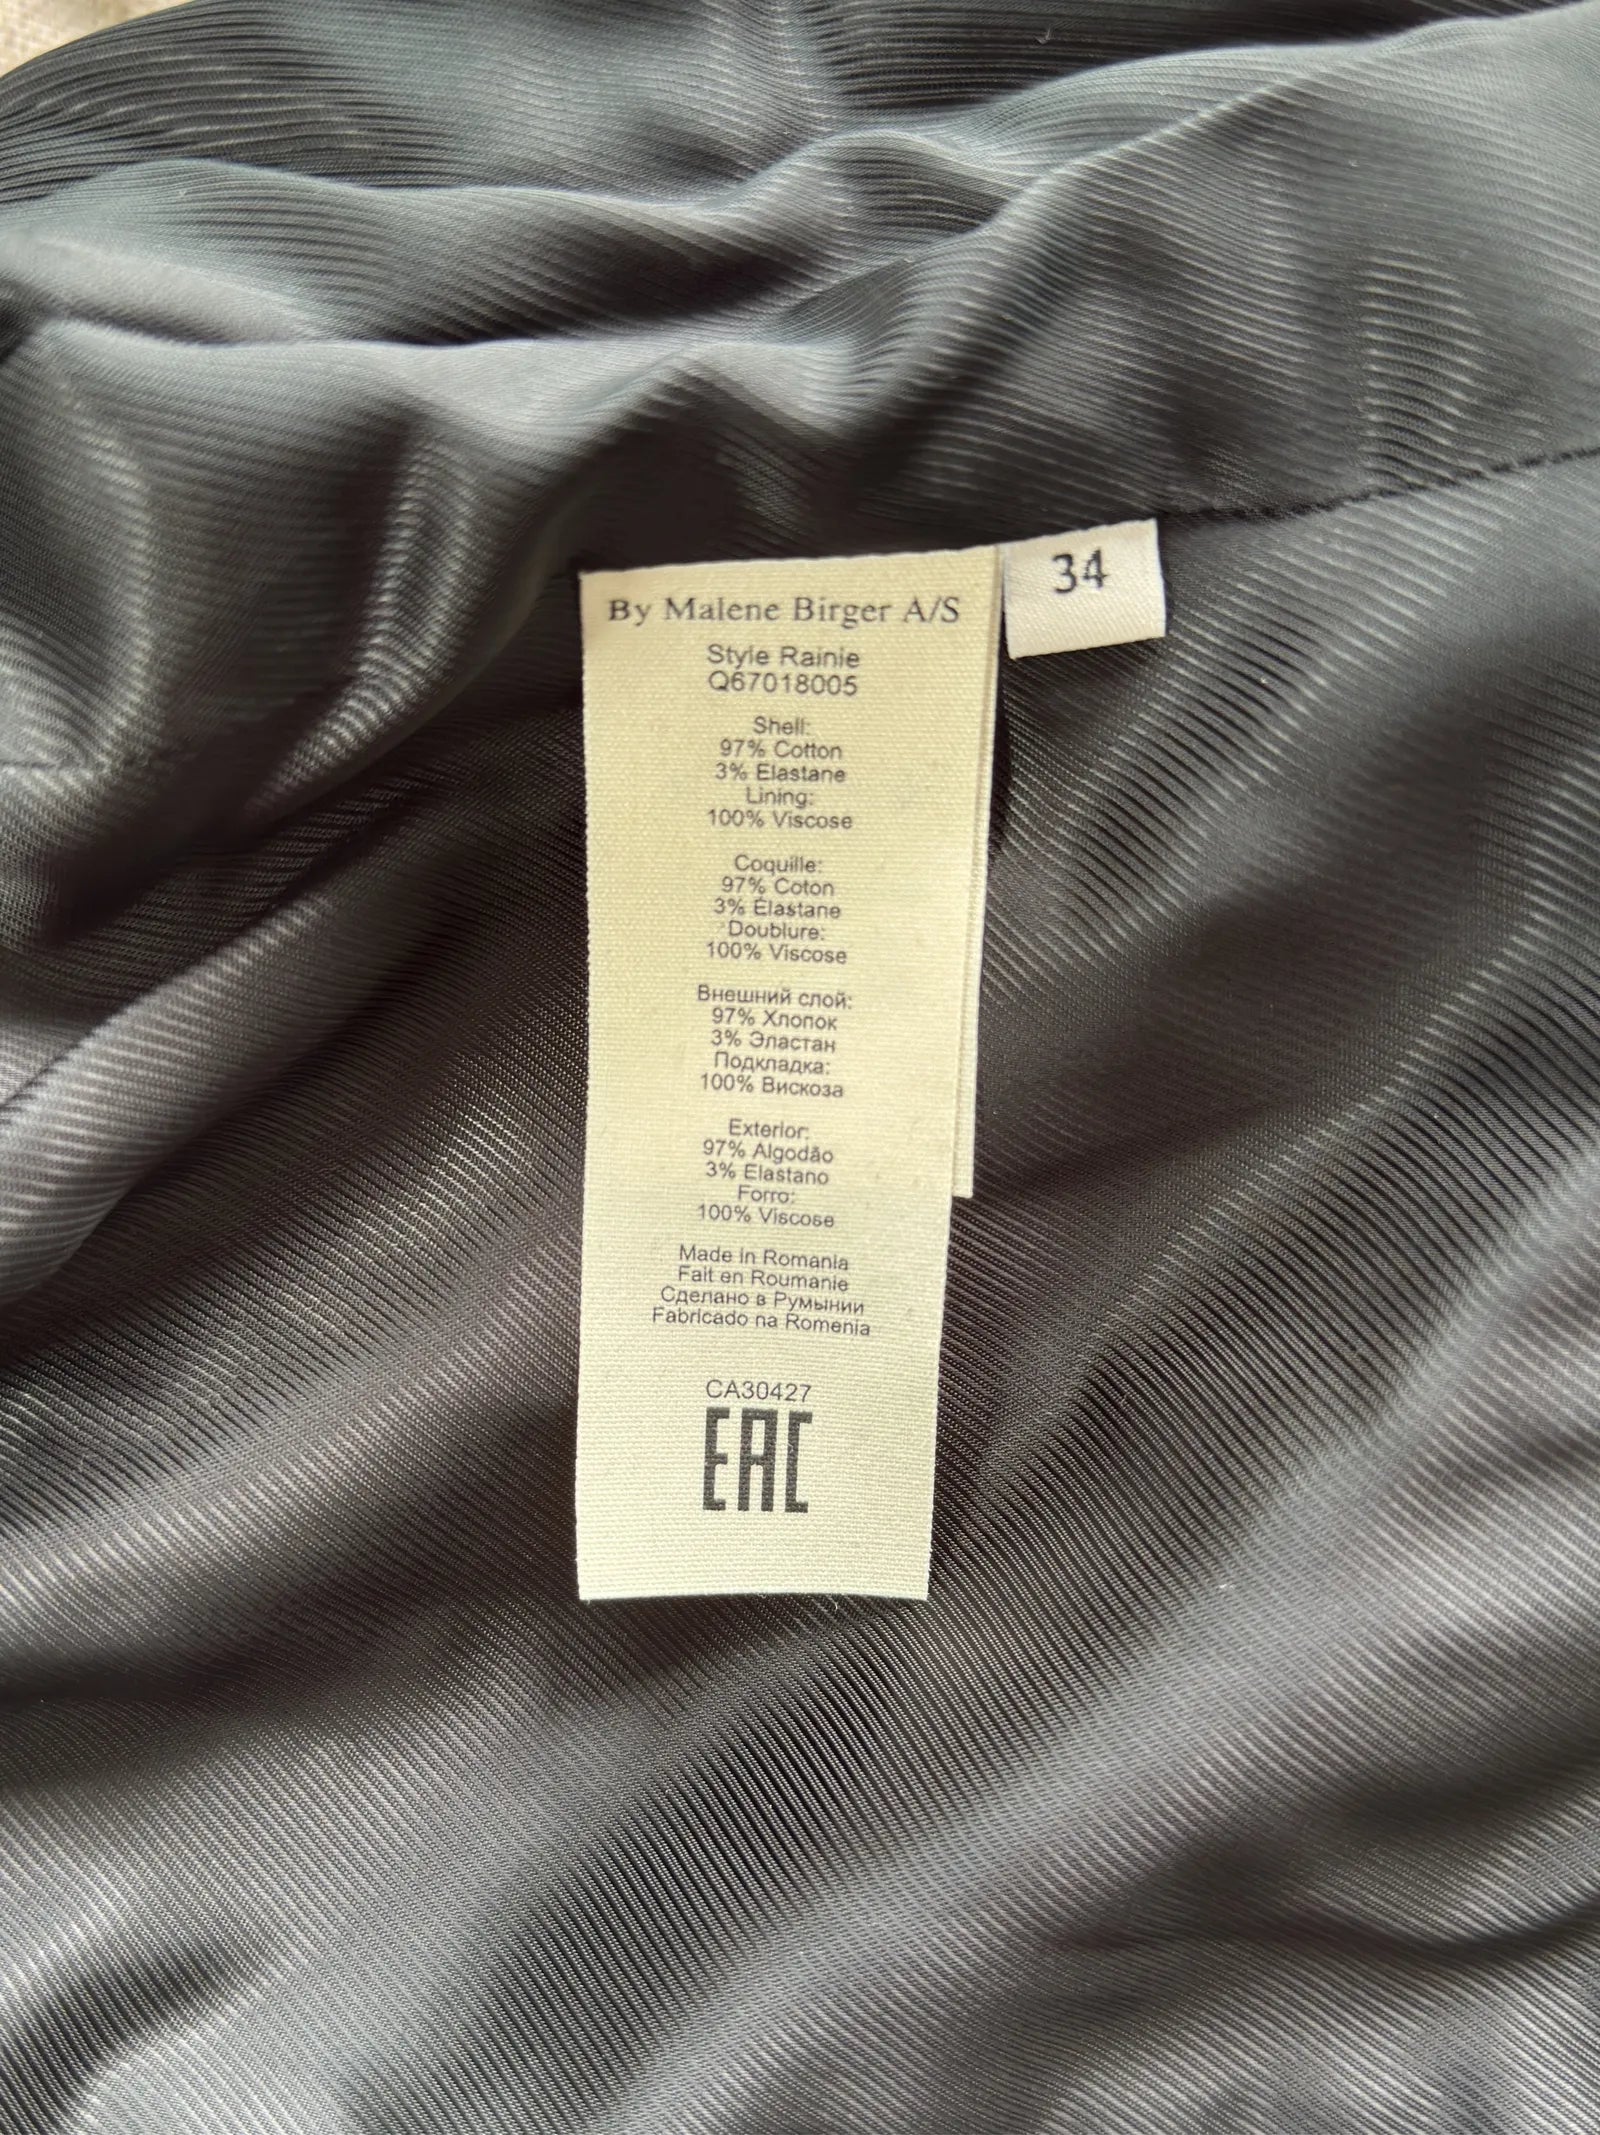 By Malene Birger A/S
34
Style Rainie
Q67018005
Shell:
97% Cotton
3% Elastane
Lining:
100% Viscose
Coquille:
97% Coton
3% Élastane
Doublure:
100% Viscose
Внешний слой:
97% Хлопок
3% Эластан
Подкладка:
100% Вискоза
Exterior:
97% Algodão
3% Elastano
Forro:
100% Viscose
Made in Romania
Fait en Roumanie
Сделано в Румынии
Fabricado na Romenia
CA30427
EAC